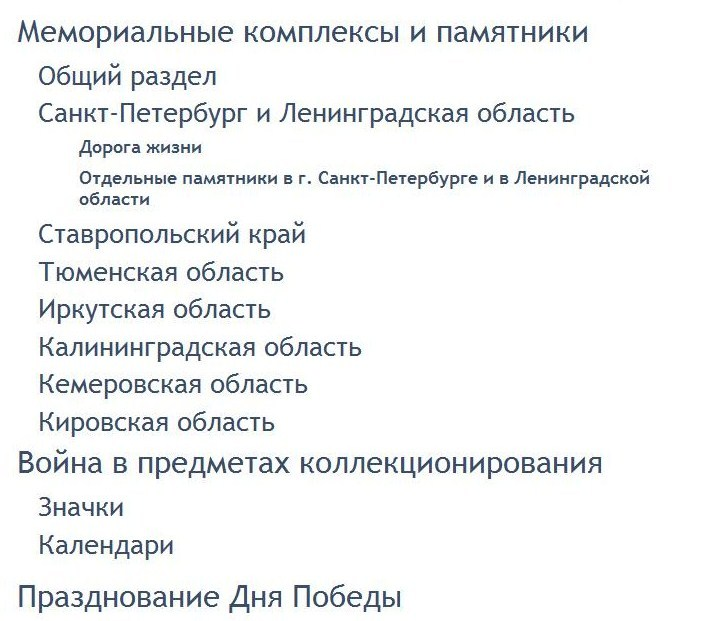 Мемориальные комплексы и памятники
Общий раздел
Санкт-Петербург и Ленинградская область
Дорога жизни
Отдельные памятники в г. Санкт-Петербурге и в Ленинградской
области
Ставропольский край
Тюменская область
Иркутская область
Калининградская область
Кемеровская область
Кировская область
Война в предметах коллекционирования
Значки
Календари
Празднование Дня Победы